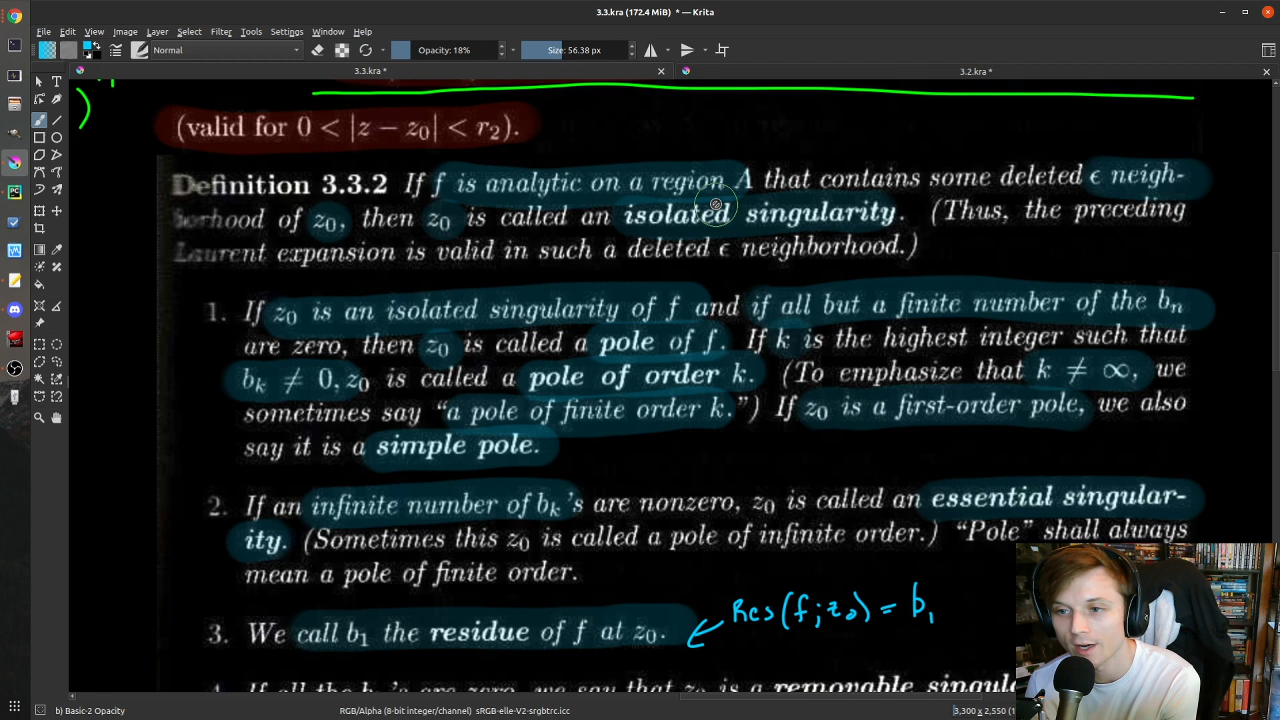 3.3.kra (172.4 MiB) * — Krita
File Edit View Image Layer Select Filter Tools Settings Window Help
Normal Opacity: 18% Size: 56.38 px
3.3.kra * 3.2.kra *
(valid for 0 < |z − z₀| < r₂).
Definition 3.3.2 If f is analytic on a region A that contains some deleted ϵ neigh-
borhood of z₀, then z₀ is called an isolated singularity. (Thus, the preceding
Laurent expansion is valid in such a deleted ϵ neighborhood.)
1. If z₀ is an isolated singularity of f and if all but a finite number of the bₙ
are zero, then z₀ is called a pole of f. If k is the highest integer such that
bₖ ≠ 0, z₀ is called a pole of order k. (To emphasize that k ≠ ∞, we
sometimes say "a pole of finite order k.") If z₀ is a first-order pole, we also
say it is a simple pole.
2. If an infinite number of bₖ's are nonzero, z₀ is called an essential singular-
ity. (Sometimes this z₀ is called a pole of infinite order.) "Pole" shall always
mean a pole of finite order.
Res(f; z₀) = b₁
3. We call b₁ the residue of f at z₀.
we say that z₀ is a removable
b) Basic-2 Opacity RGB/Alpha (8-bit integer/channel) sRGB-elle-V2-srgbtrc.icc 3,300 x 2,550